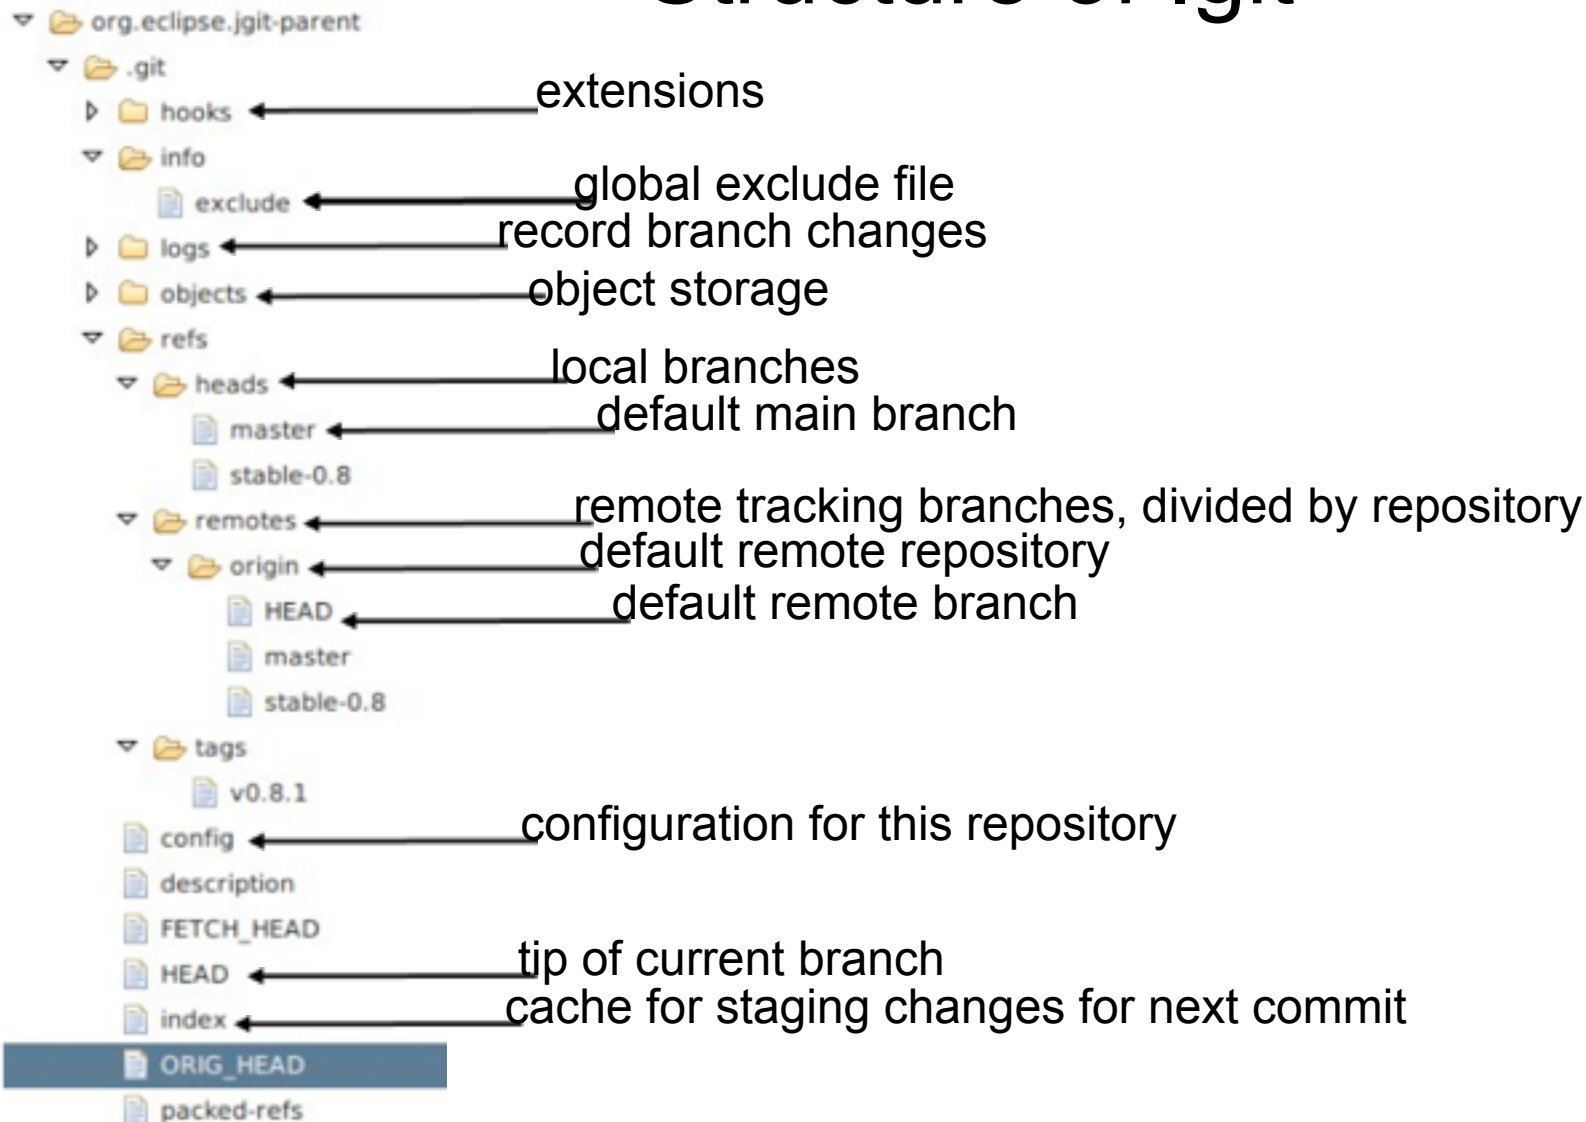 Structure of .git
org.eclipse.jgit-parent
.git
hooks extensions
info
exclude global exclude file
logs record branch changes
objects object storage
refs
heads local branches
master default main branch
stable-0.8
remotes remote tracking branches, divided by repository
origin default remote repository
HEAD default remote branch
master
stable-0.8
tags
v0.8.1
config configuration for this repository
description
FETCH_HEAD
HEAD tip of current branch
index cache for staging changes for next commit
ORIG_HEAD
packed-refs